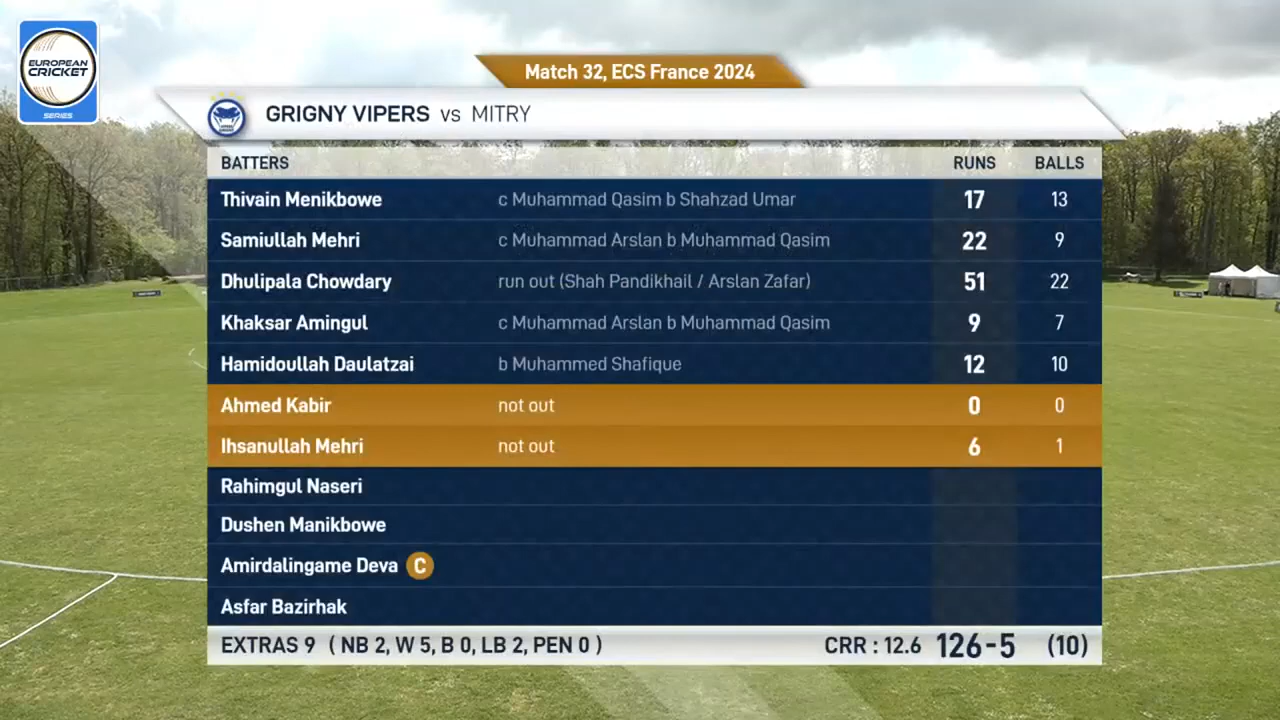 EUROPEAN
CRICKET
SERIES
Match 32, ECS France 2024
GRIGNY VIPERS vs MITRY
BATTERS RUNS BALLS
Thivain Menikbowe c Muhammad Qasim b Shahzad Umar 17 13
Samiullah Mehri c Muhammad Arslan b Muhammad Qasim 22 9
Dhulipala Chowdary run out (Shah Pandikhail / Arslan Zafar) 51 22
Khaksar Amingul c Muhammad Arslan b Muhammad Qasim 9 7
Hamidoullah Daulatzai b Muhammed Shafique 12 10
Ahmed Kabir not out 0 0
Ihsanullah Mehri not out 6 1
Rahimgul Naseri
Dushen Manikbowe
Amirdalingame Deva C
Asfar Bazirhak
EXTRAS 9 ( NB 2, W 5, B 0, LB 2, PEN 0 ) CRR : 12.6 126-5 (10)